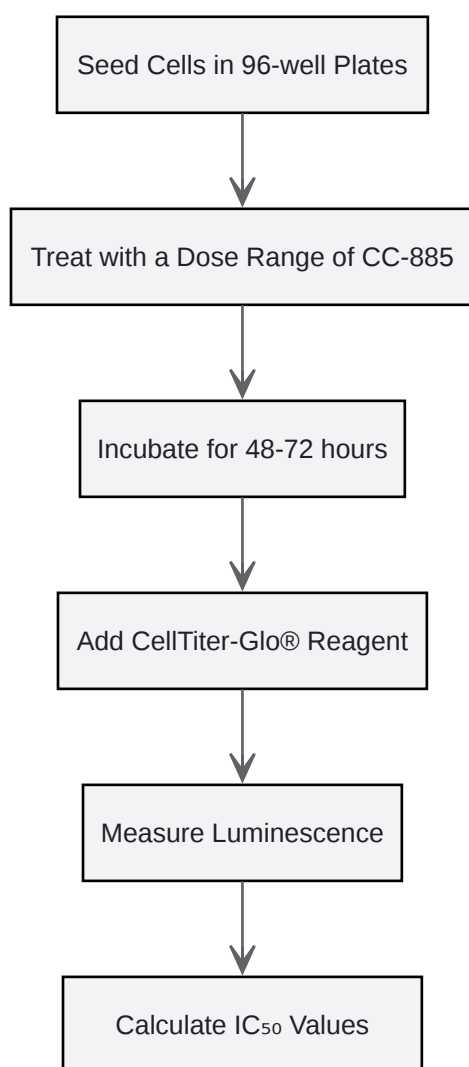 Seed Cells in 96-well Plates
Treat with a Dose Range of CC-885
Incubate for 48-72 hours
Add CellTiter-Glo® Reagent
Measure Luminescence
Calculate IC₅₀ Values